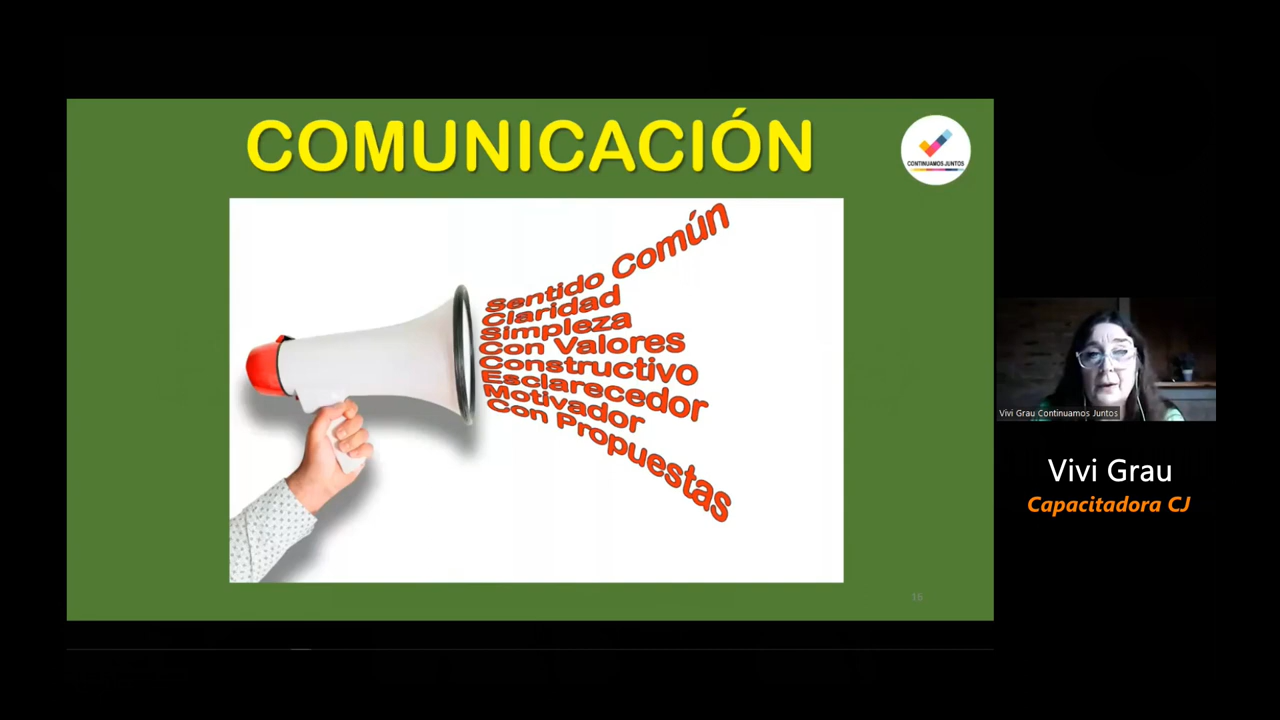 COMUNICACIÓN
CONTINUAMOS JUNTOS
Sentido Común
Claridad
Simpleza
Con Valores
Constructivo
Esclarecedor
Motivador
Con Propuestas
16
Vivi Grau Continuamos Juntos
Vivi Grau
Capacitadora CJ